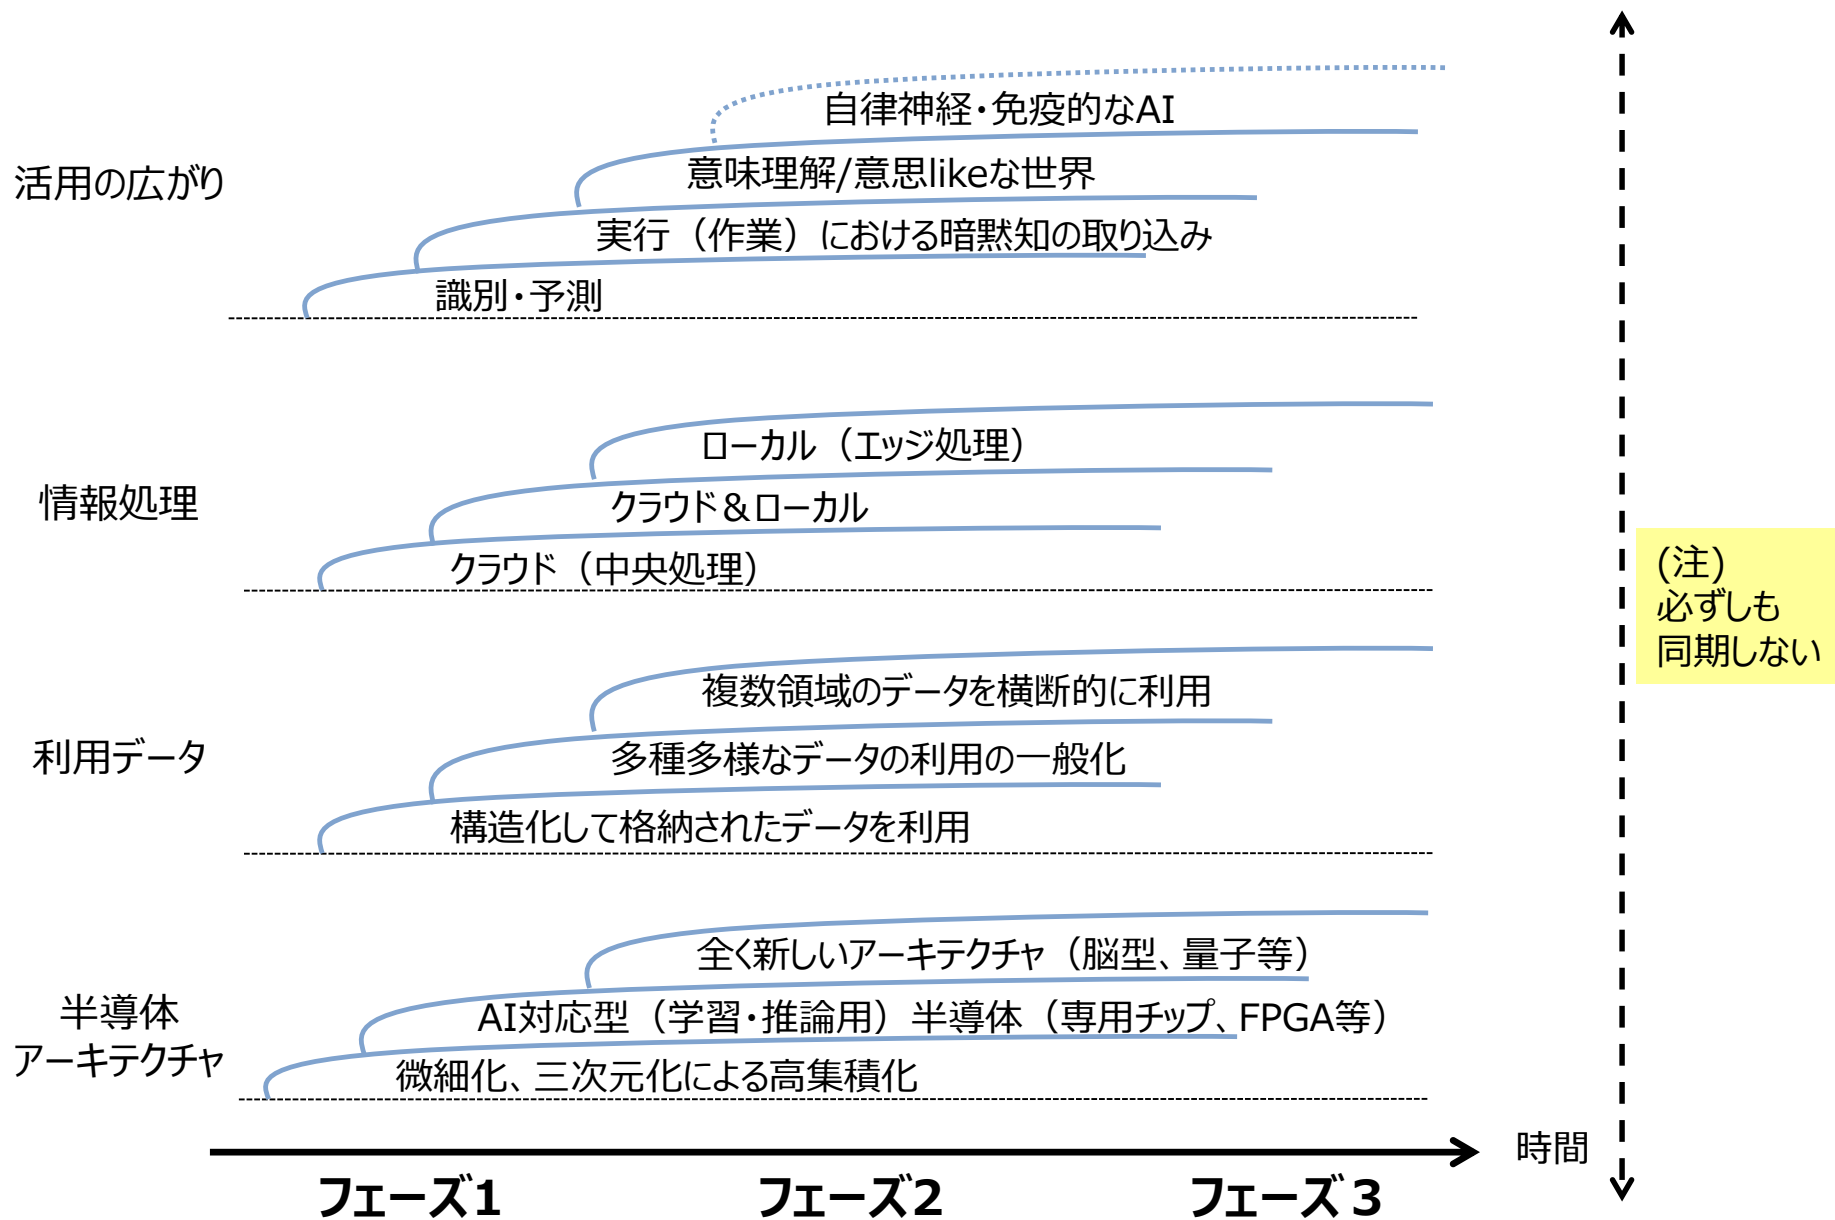 活用の広がり
自律神経・免疫的なAI
意味理解/意思likeな世界
実行（作業）における暗黙知の取り込み
識別・予測
情報処理
ローカル（エッジ処理）
クラウド＆ローカル
クラウド（中央処理）
利用データ
複数領域のデータを横断的に利用
多種多様なデータの利用の一般化
構造化して格納されたデータを利用
半導体
アーキテクチャ
全く新しいアーキテクチャ（脳型、量子等）
AI対応型（学習・推論用）半導体（専用チップ、FPGA等）
微細化、三次元化による高集積化
（注）
必ずしも
同期しない
時間
フェーズ1
フェーズ2
フェーズ３